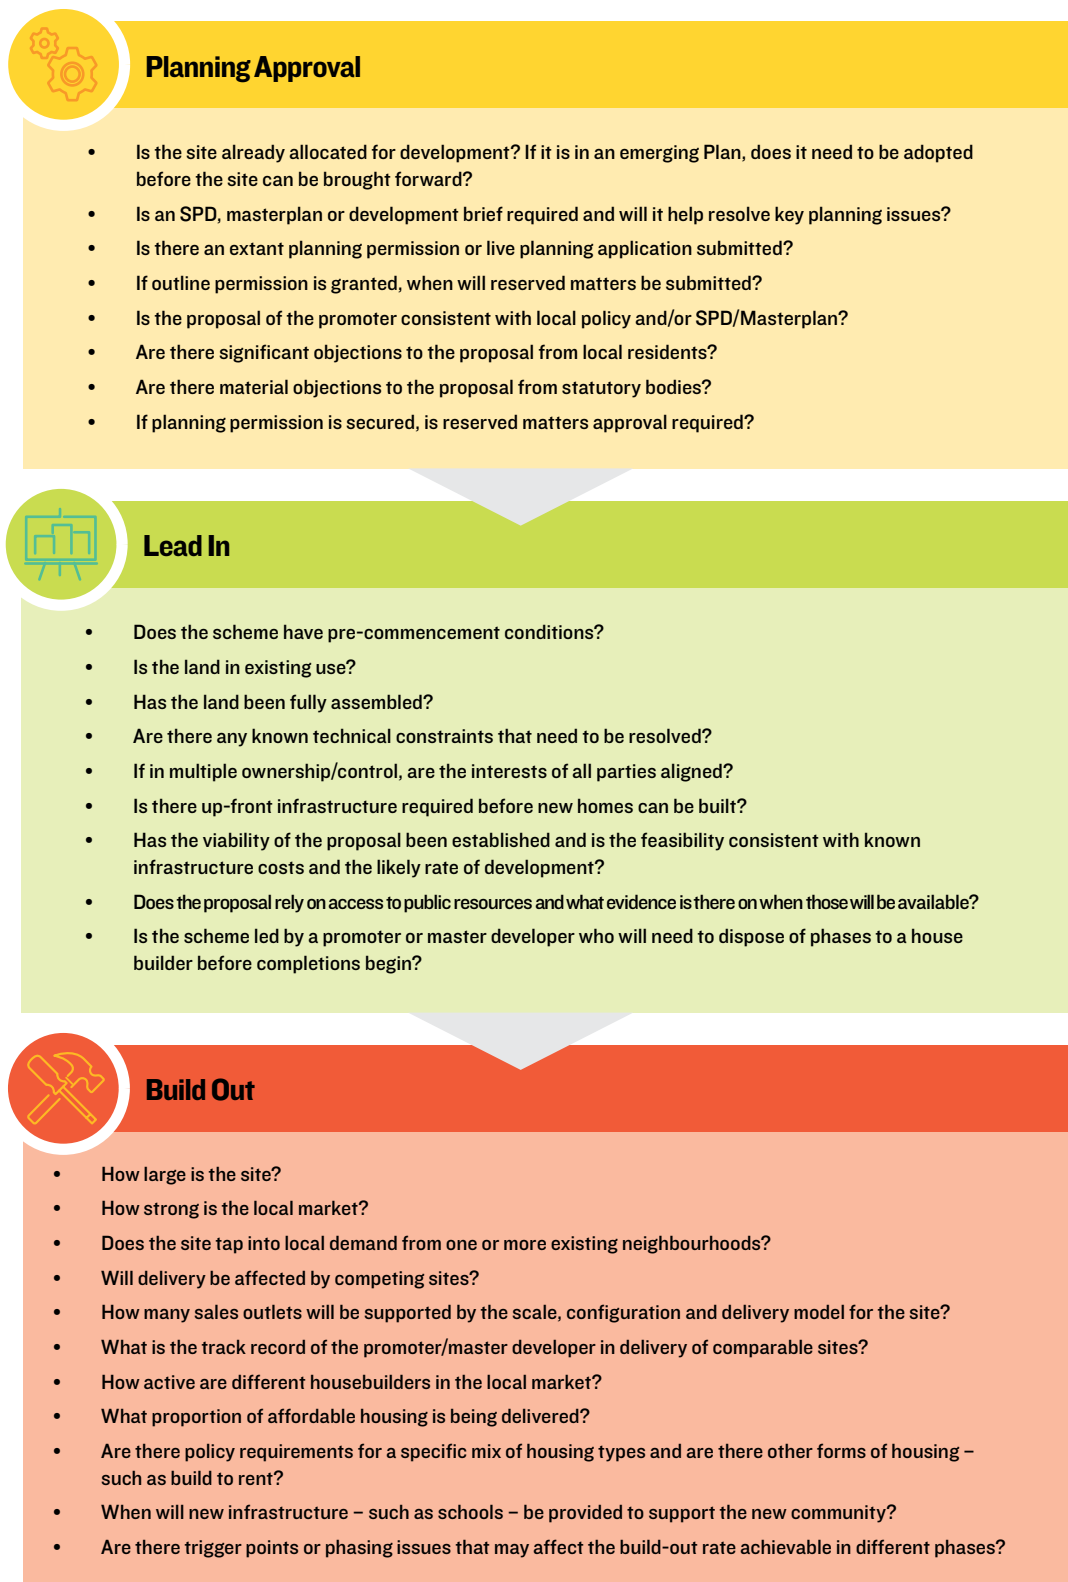 Planning Approval
• Is the site already allocated for development? If it is in an emerging Plan, does it need to be adopted
before the site can be brought forward?
• Is an SPD, masterplan or development brief required and will it help resolve key planning issues?
• Is there an extant planning permission or live planning application submitted?
• If outline permission is granted, when will reserved matters be submitted?
• Is the proposal of the promoter consistent with local policy and/or SPD/Masterplan?
• Are there significant objections to the proposal from local residents?
• Are there material objections to the proposal from statutory bodies?
• If planning permission is secured, is reserved matters approval required?
Lead In
• Does the scheme have pre-commencement conditions?
• Is the land in existing use?
• Has the land been fully assembled?
• Are there any known technical constraints that need to be resolved?
• If in multiple ownership/control, are the interests of all parties aligned?
• Is there up-front infrastructure required before new homes can be built?
• Has the viability of the proposal been established and is the feasibility consistent with known
infrastructure costs and the likely rate of development?
• Does the proposal rely on access to public resources and what evidence is there on when those will be available?
• Is the scheme led by a promoter or master developer who will need to dispose of phases to a house
builder before completions begin?
Build Out
• How large is the site?
• How strong is the local market?
• Does the site tap into local demand from one or more existing neighbourhoods?
• Will delivery be affected by competing sites?
• How many sales outlets will be supported by the scale, configuration and delivery model for the site?
• What is the track record of the promoter/master developer in delivery of comparable sites?
• How active are different housebuilders in the local market?
• What proportion of affordable housing is being delivered?
• Are there policy requirements for a specific mix of housing types and are there other forms of housing –
such as build to rent?
• When will new infrastructure – such as schools – be provided to support the new community?
• Are there trigger points or phasing issues that may affect the build-out rate achievable in different phases?